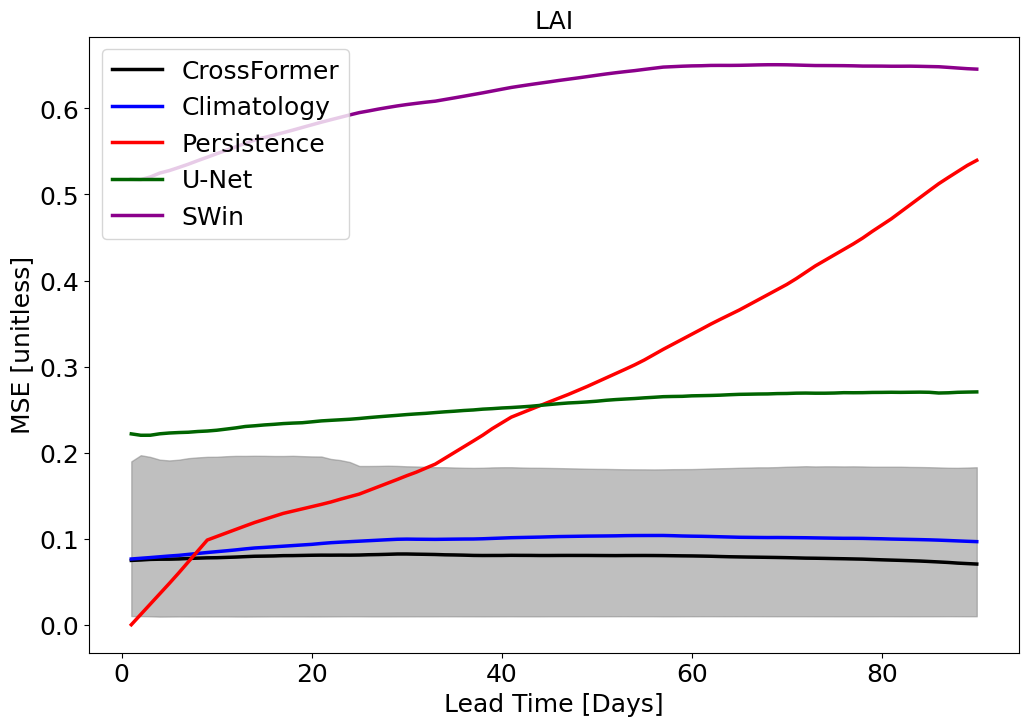 LAI
CrossFormer
Climatology
Persistence
U-Net
SWin
MSE [unitless]
0.6
0.5
0.4
0.3
0.2
0.1
0.0
0 20 40 60 80
Lead Time [Days]